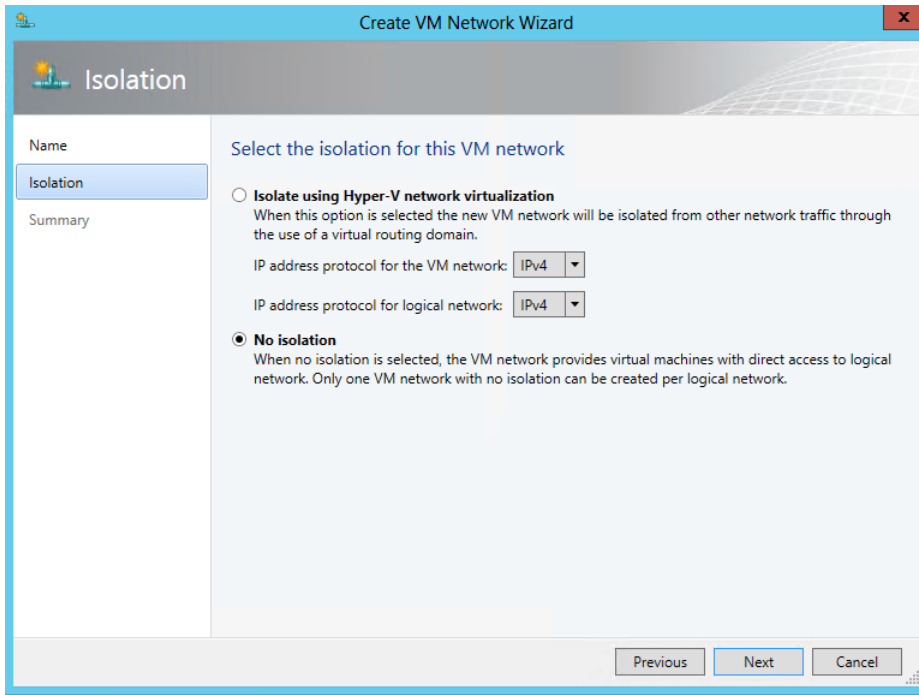 Create VM Network Wizard
x
Isolation
Name
Isolation
Summary
Select the isolation for this VM network
Isolate using Hyper-V network virtualization
When this option is selected the new VM network will be isolated from other network traffic through
the use of a virtual routing domain.
IP address protocol for the VM network: IPv4
IP address protocol for logical network: IPv4
No isolation
When no isolation is selected, the VM network provides virtual machines with direct access to logical
network. Only one VM network with no isolation can be created per logical network.
Previous Next Cancel